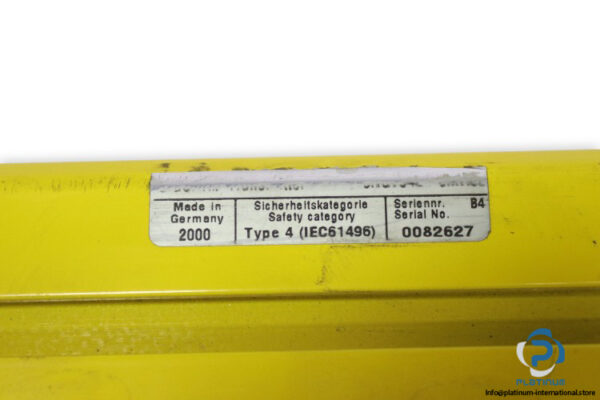 Made in
Germany
2000
Sicherheitskategorie
Safety category
Type 4 (IEC61496)
Seriennr. B4
Serial No.
0082627
PLATINUM
Info@platinum-international.store